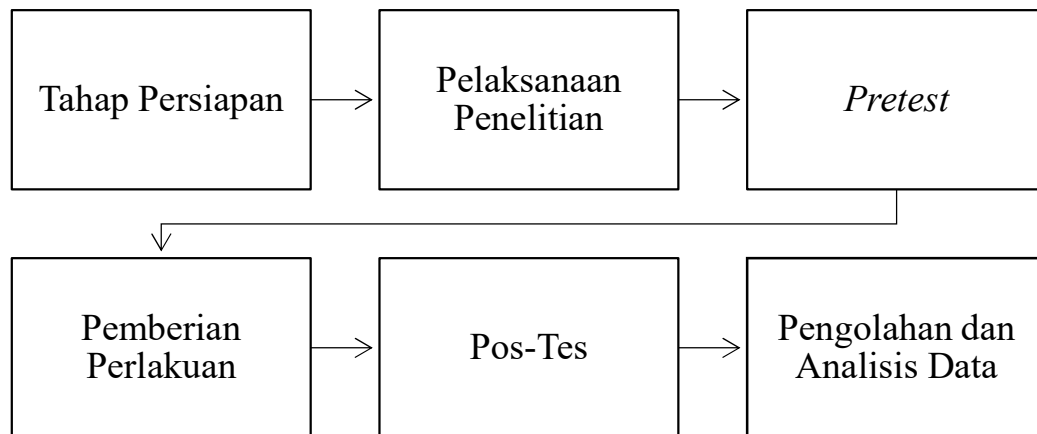 Tahap Persiapan
Pelaksanaan
Penelitian
Pretest
Pemberian
Perlakuan
Pos-Tes
Pengolahan dan
Analisis Data